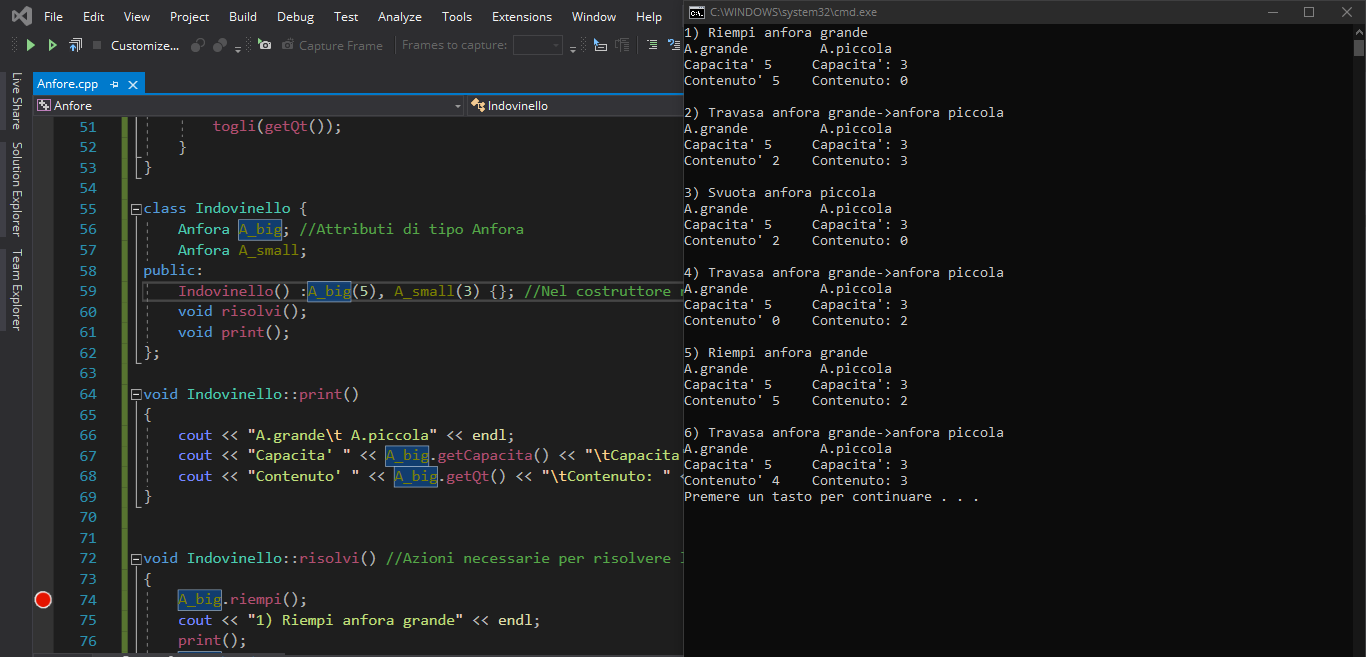 File Edit View Project Build Debug Test Analyze Tools Extensions Window Help
Customize... Capture Frame Frames to capture:
Live Share
Solution Explorer
Team Explorer
Anfore.cpp
Anfore Indovinello
51 togli(getQt());
52 }
53 }
54
55 class Indovinello {
56 Anfora A_big; //Attributi di tipo Anfora
57 Anfora A_small;
58 public:
59 Indovinello() :A_big(5), A_small(3) {}; //Nel costruttore
60 void risolvi();
61 void print();
62 };
63
64 void Indovinello::print()
65 {
66 cout << "A.grande\t A.piccola" << endl;
67 cout << "Capacita' " << A_big.getCapacita() << "\tCapacita
68 cout << "Contenuto' " << A_big.getQt() << "\tContenuto: " <
69 }
70
71
72 void Indovinello::risolvi() //Azioni necessarie per risolvere
73 {
74 A_big.riempi();
75 cout << "1) Riempi anfora grande" << endl;
76 print();
C:\WINDOWS\system32\cmd.exe
1) Riempi anfora grande
A.grande A.piccola
Capacita' 5 Capacita': 3
Contenuto' 5 Contenuto: 0
2) Travasa anfora grande->anfora piccola
A.grande A.piccola
Capacita' 5 Capacita': 3
Contenuto' 2 Contenuto: 3
3) Svuota anfora piccola
A.grande A.piccola
Capacita' 5 Capacita': 3
Contenuto' 2 Contenuto: 0
4) Travasa anfora grande->anfora piccola
A.grande A.piccola
Capacita' 5 Capacita': 3
Contenuto' 0 Contenuto: 2
5) Riempi anfora grande
A.grande A.piccola
Capacita' 5 Capacita': 3
Contenuto' 5 Contenuto: 2
6) Travasa anfora grande->anfora piccola
A.grande A.piccola
Capacita' 5 Capacita': 3
Contenuto' 4 Contenuto: 3
Premere un tasto per continuare . . .